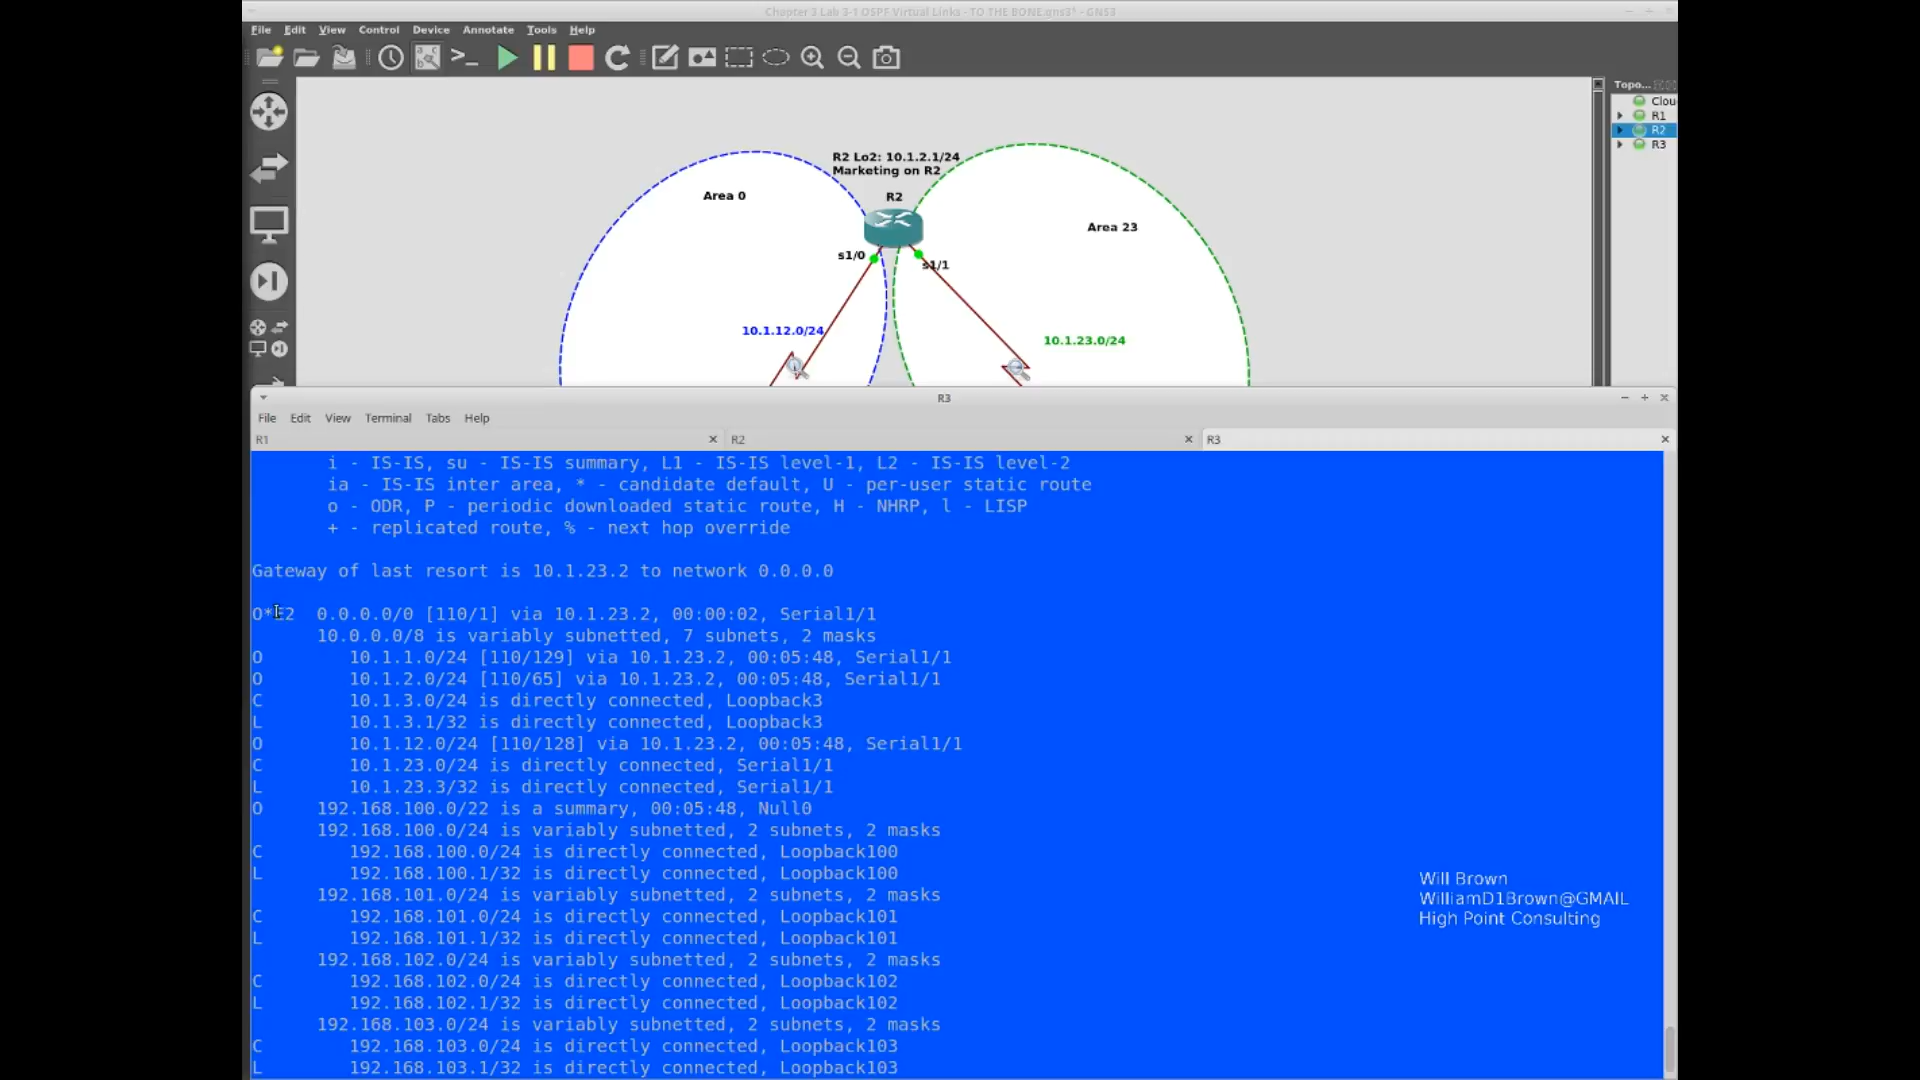 Chapter 3 Lab 3-1 OSPF Virtual Links - TO THE BONE.gns3* - GNS3
File Edit View Control Device Annotate Tools Help
Topo...
Clou
R1
R2
R3
R2 Lo2: 10.1.2.1/24
Marketing on R2
Area 0
R2
Area 23
s1/0
s1/1
10.1.12.0/24
10.1.23.0/24
R3
File Edit View Terminal Tabs Help
R1
R2
R3
i - IS-IS, su - IS-IS summary, L1 - IS-IS level-1, L2 - IS-IS level-2
ia - IS-IS inter area, * - candidate default, U - per-user static route
o - ODR, P - periodic downloaded static route, H - NHRP, l - LISP
+ - replicated route, % - next hop override
Gateway of last resort is 10.1.23.2 to network 0.0.0.0
O*E2 0.0.0.0/0 [110/1] via 10.1.23.2, 00:00:02, Serial1/1
10.0.0.0/8 is variably subnetted, 7 subnets, 2 masks
O 10.1.1.0/24 [110/129] via 10.1.23.2, 00:05:48, Serial1/1
O 10.1.2.0/24 [110/65] via 10.1.23.2, 00:05:48, Serial1/1
C 10.1.3.0/24 is directly connected, Loopback3
L 10.1.3.1/32 is directly connected, Loopback3
O 10.1.12.0/24 [110/128] via 10.1.23.2, 00:05:48, Serial1/1
C 10.1.23.0/24 is directly connected, Serial1/1
L 10.1.23.3/32 is directly connected, Serial1/1
O 192.168.100.0/22 is a summary, 00:05:48, Null0
192.168.100.0/24 is variably subnetted, 2 subnets, 2 masks
C 192.168.100.0/24 is directly connected, Loopback100
L 192.168.100.1/32 is directly connected, Loopback100
192.168.101.0/24 is variably subnetted, 2 subnets, 2 masks
C 192.168.101.0/24 is directly connected, Loopback101
L 192.168.101.1/32 is directly connected, Loopback101
192.168.102.0/24 is variably subnetted, 2 subnets, 2 masks
C 192.168.102.0/24 is directly connected, Loopback102
L 192.168.102.1/32 is directly connected, Loopback102
192.168.103.0/24 is variably subnetted, 2 subnets, 2 masks
C 192.168.103.0/24 is directly connected, Loopback103
L 192.168.103.1/32 is directly connected, Loopback103
Will Brown
WilliamD1Brown@GMAIL
High Point Consulting